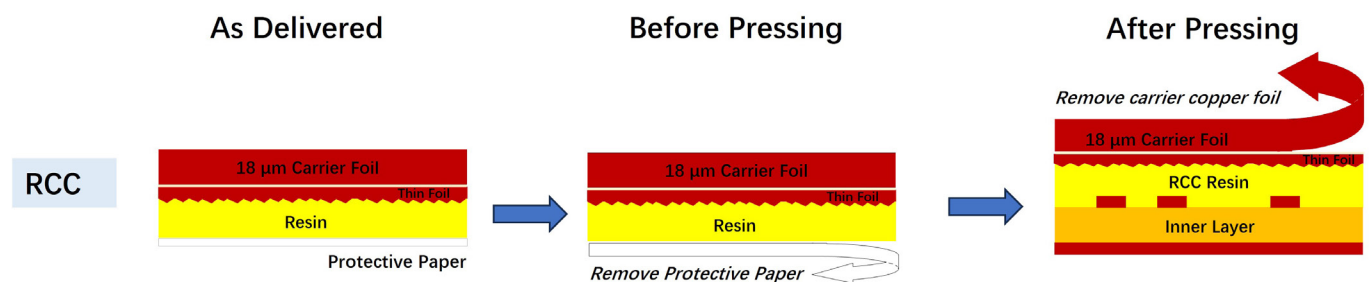 As Delivered
Before Pressing
After Pressing
RCC
18 μm Carrier Foil
Thin Foil
Resin
Protective Paper
18 μm Carrier Foil
Thin Foil
Resin
Remove Protective Paper
Remove carrier copper foil
18 μm Carrier Foil
Thin Foil
RCC Resin
Inner Layer